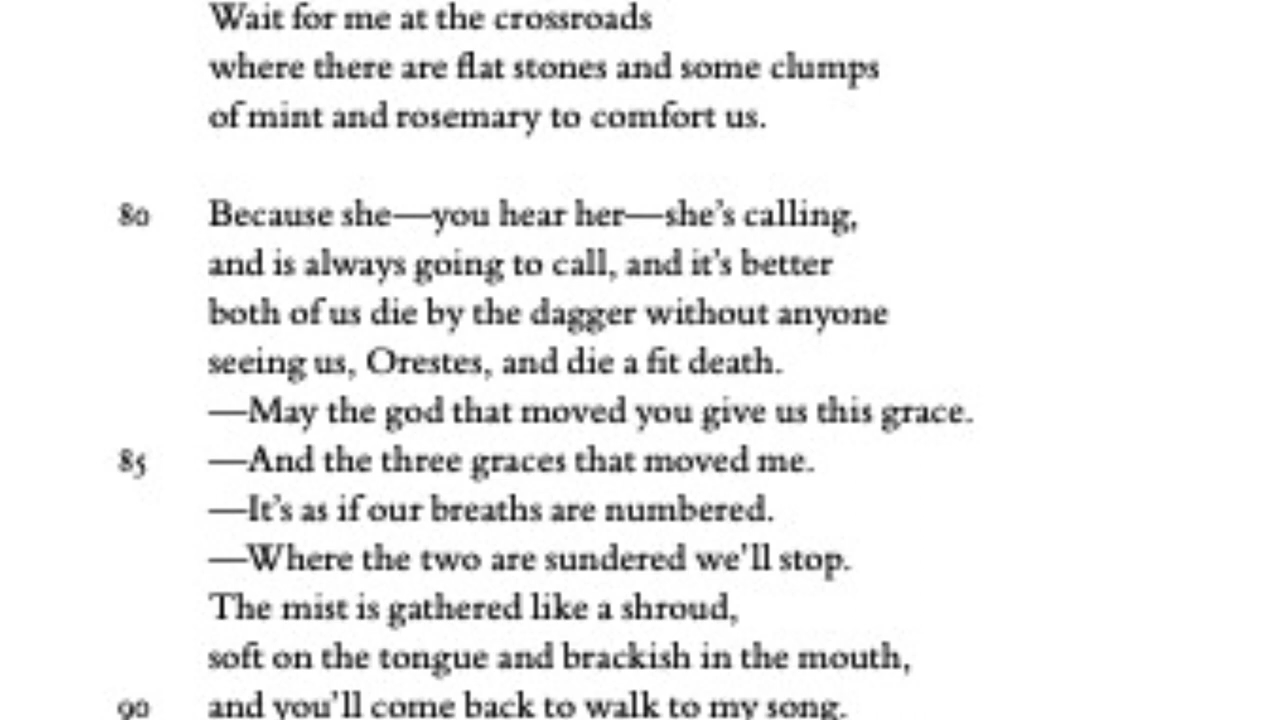 Wait for me at the crossroads
where there are flat stones and some clumps
of mint and rosemary to comfort us.
80 Because she—you hear her—she's calling,
and is always going to call, and it's better
both of us die by the dagger without anyone
seeing us, Orestes, and die a fit death.
—May the god that moved you give us this grace.
85 —And the three graces that moved me.
—It's as if our breaths are numbered.
—Where the two are sundered we'll stop.
The mist is gathered like a shroud,
soft on the tongue and brackish in the mouth,
90 and you'll come back to walk to my song.